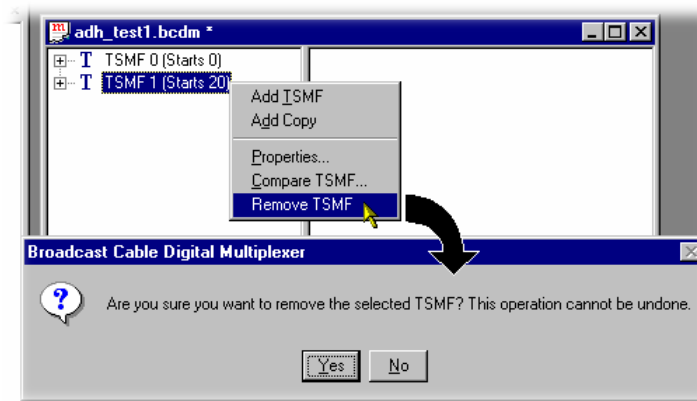 adh_test1.bcdm *
T TSMF 0 (Starts 0)
T TSMF 1 (Starts 20)
Add TSMF
Add Copy
Properties...
Compare TSMF...
Remove TSMF
Broadcast Cable Digital Multiplexer
Are you sure you want to remove the selected TSMF? This operation cannot be undone.
Yes No